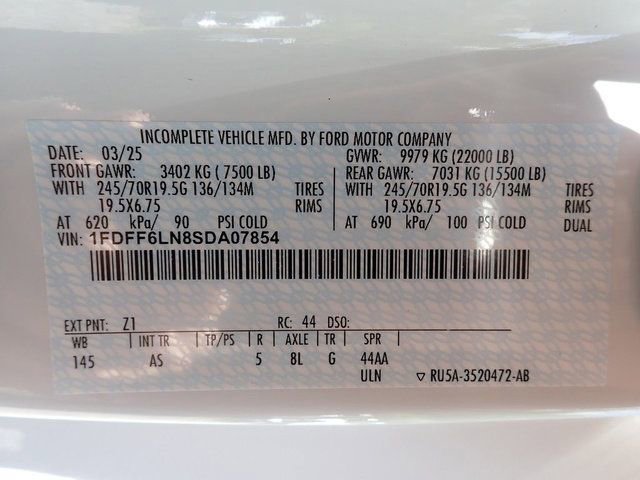 INCOMPLETE VEHICLE MFD. BY FORD MOTOR COMPANY
DATE: 03/25 GVWR: 9979 KG (22000 LB)
FRONT GAWR: 3402 KG ( 7500 LB) REAR GAWR: 7031 KG (15500 LB)
WITH 245/70R19.5G 136/134M TIRES WITH 245/70R19.5G 136/134M TIRES
19.5X6.75 RIMS 19.5X6.75 RIMS
AT 620 kPa/ 90 PSI COLD AT 690 kPa/ 100 PSI COLD DUAL
VIN: 1FDFF6LN8SDA07854
EXT PNT: Z1 RC: 44 DSO:
WB INT TR TP/PS R AXLE TR SPR
145 AS 5 8L G 44AA
ULN ▽ RU5A-3520472-AB